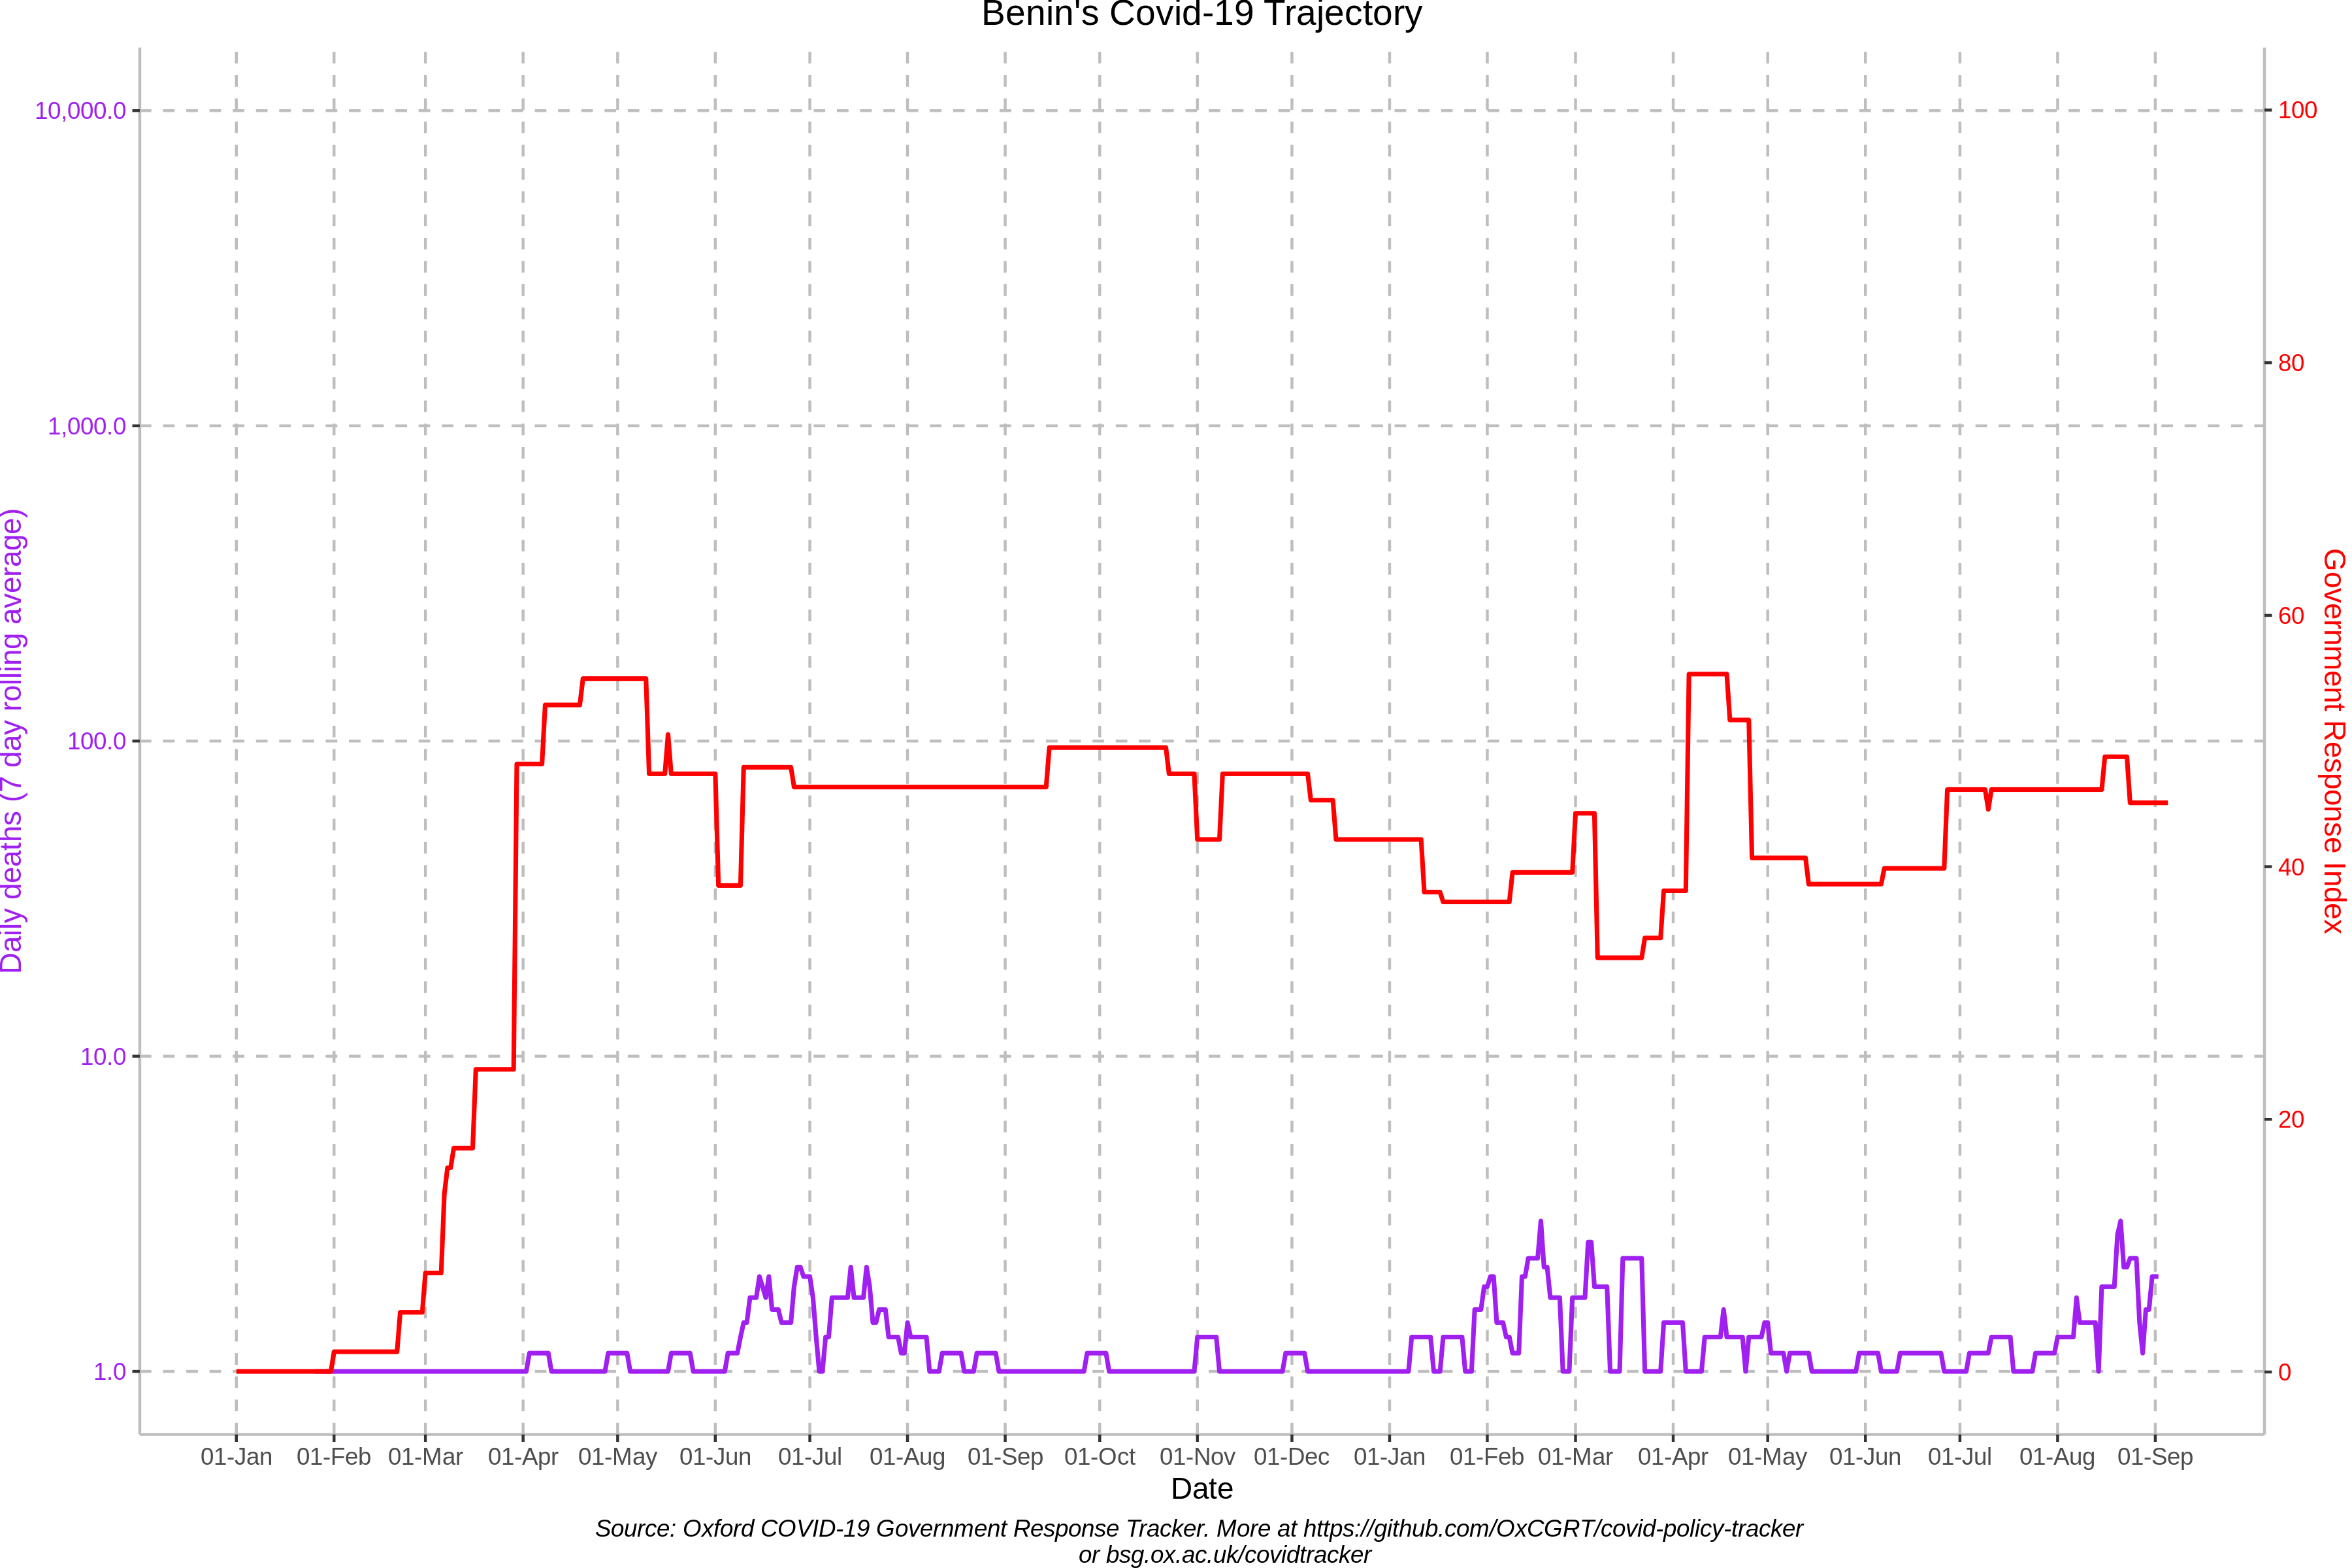 Benin's Covid-19 Trajectory
10,000.0
1,000.0
100.0
10.0
1.0
Daily deaths (7 day rolling average)
100
80
60
40
20
0
Government Response Index
01-Jan 01-Feb 01-Mar 01-Apr 01-May 01-Jun 01-Jul 01-Aug 01-Sep 01-Oct 01-Nov 01-Dec 01-Jan 01-Feb 01-Mar 01-Apr 01-May 01-Jun 01-Jul 01-Aug 01-Sep
Date
Source: Oxford COVID-19 Government Response Tracker. More at https://github.com/OxCGRT/covid-policy-tracker
or bsg.ox.ac.uk/covidtracker